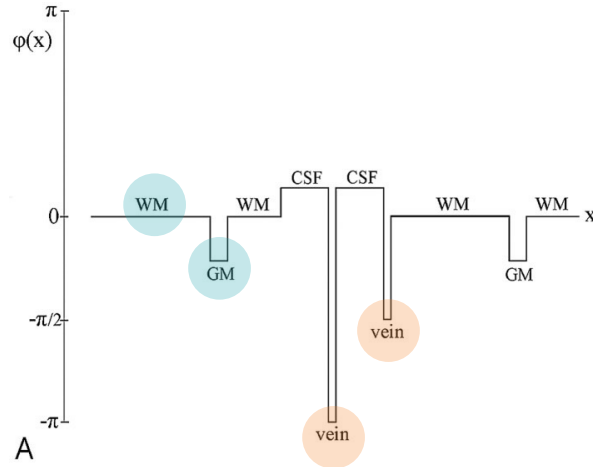 π
φ(x)
CSF CSF
WM WM WM WM
0 x
GM GM
-π/2
vein
-π
vein
A